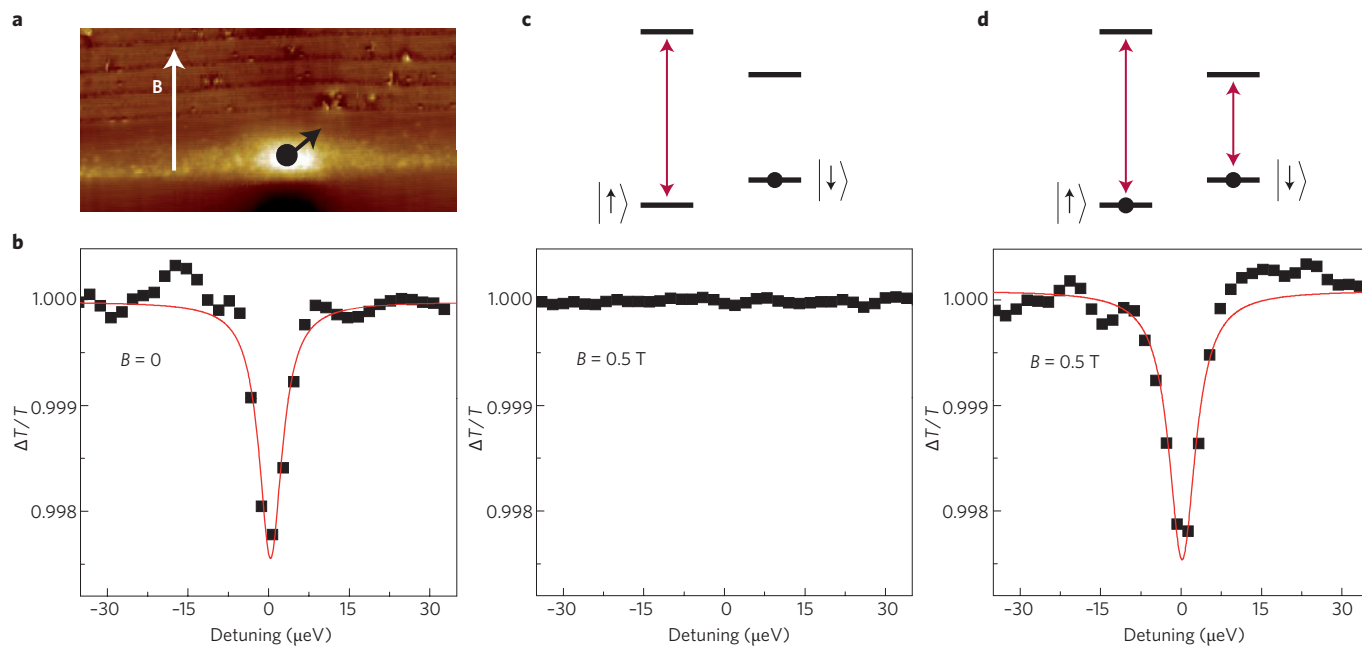 a
B
c
|↑⟩
|↓⟩
d
|↑⟩
|↓⟩
b
1.000
0.999
0.998
ΔT/T
B = 0
-30 -15 0 15 30
Detuning (μeV)
1.000
0.999
0.998
ΔT/T
B = 0.5 T
-30 -15 0 15 30
Detuning (μeV)
1.000
0.999
0.998
ΔT/T
B = 0.5 T
-30 -15 0 15 30
Detuning (μeV)